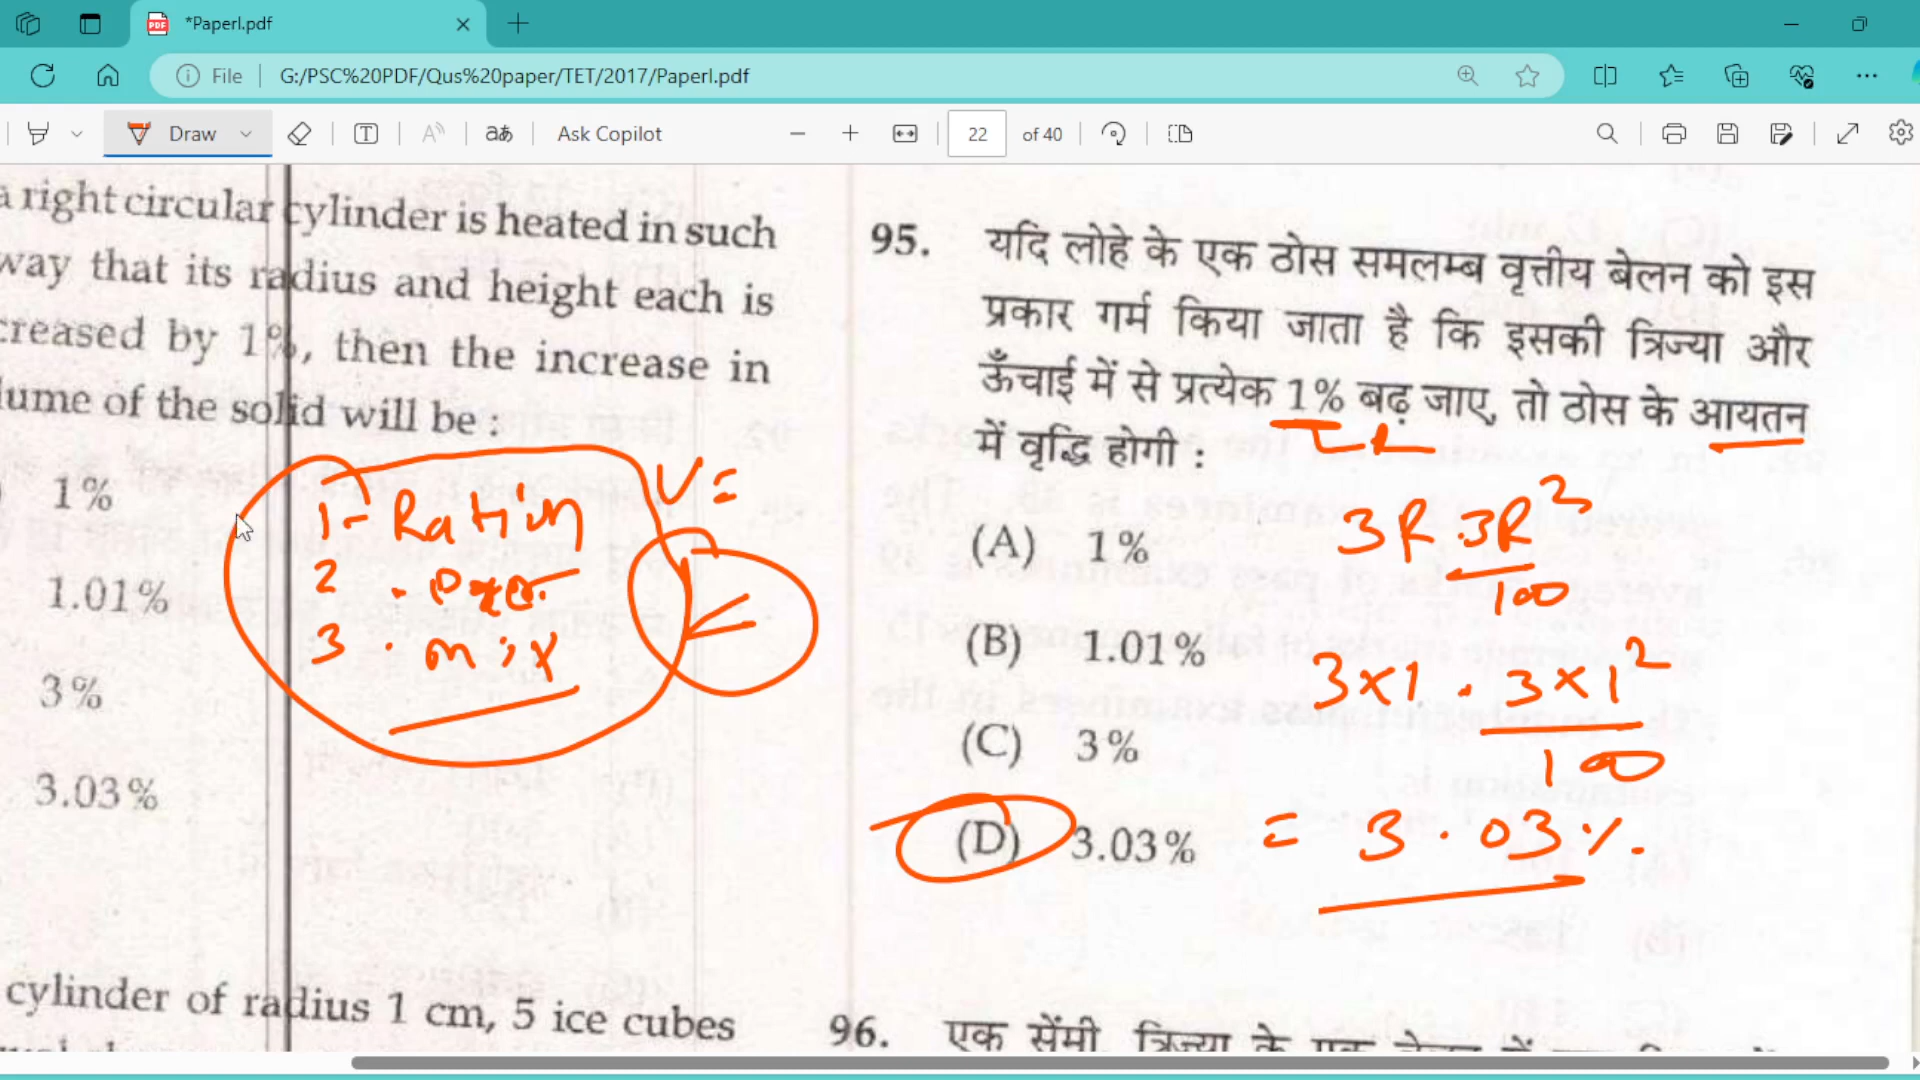 *PaperI.pdf
File G:/PSC%20PDF/Qus%20paper/TET/2017/PaperI.pdf
Draw aあ Ask Copilot 22 of 40
a right circular cylinder is heated in such
way that its radius and height each is
creased by 1%, then the increase in
lume of the solid will be :
1%
1.01%
3%
3.03%
cylinder of radius 1 cm, 5 ice cubes
1- Ration
2 .
3 . mix
V =
95. यदि लोहे के एक ठोस समलम्ब वृत्तीय बेलन को इस
प्रकार गर्म किया जाता है कि इसकी त्रिज्या और
ऊँचाई में से प्रत्येक 1% बढ़ जाए, तो ठोस के आयतन
में वृद्धि होगी :
(A) 1%
(B) 1.01%
(C) 3%
(D) 3.03%
3R.3R²
100
3×1 . 3×1²
100
= 3.03%
96. एक सेंमी त्रिज्या के एक बेलन में